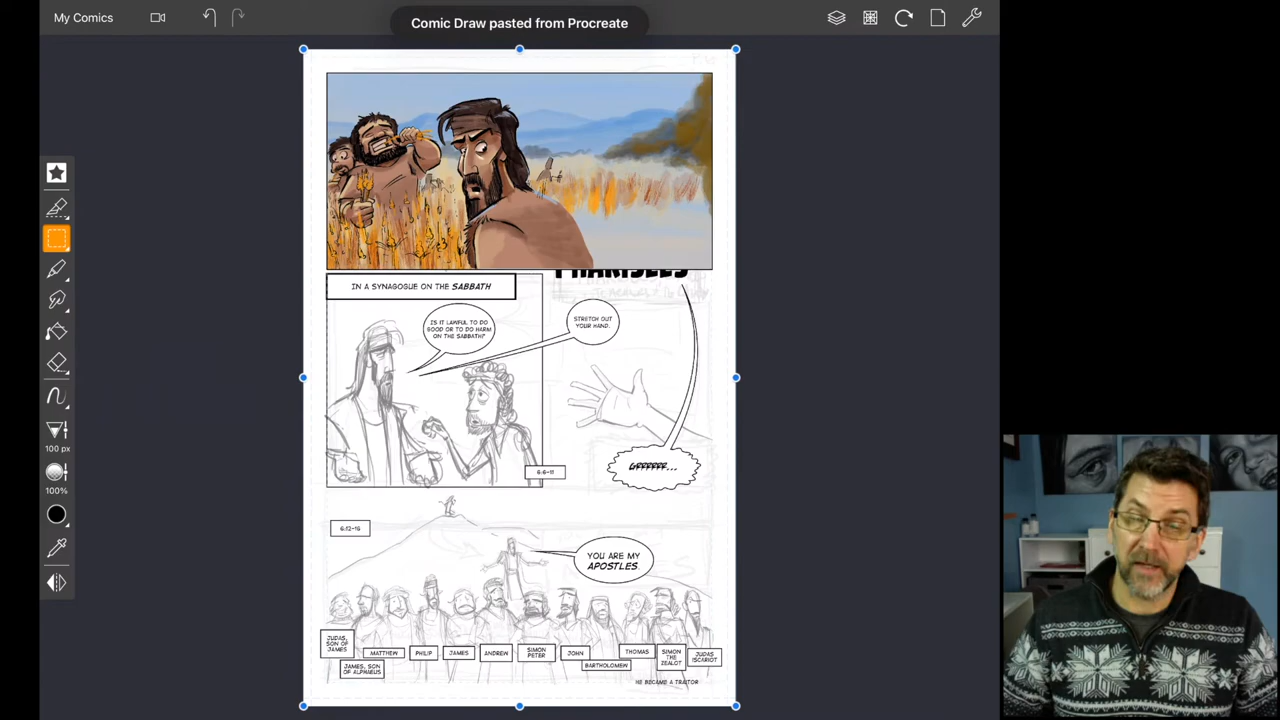 My Comics
Comic Draw pasted from Procreate
PHARISEES
IN A SYNAGOGUE ON THE SABBATH
IS IT LAWFUL TO DO
GOOD OR TO DO HARM
ON THE SABBATH?
STRETCH OUT
YOUR HAND.
GRRRRRR...
6:6-11
6:12-16
YOU ARE MY
APOSTLES.
JUDAS,
SON OF
JAMES
JAMES, SON
OF ALPHAEUS
MATTHEW
PHILIP
JAMES
ANDREW
SIMON
PETER
JOHN
BARTHOLOMEW
THOMAS
SIMON
THE
ZEALOT
JUDAS
ISCARIOT
HE BECAME A TRAITOR
100 px
100%